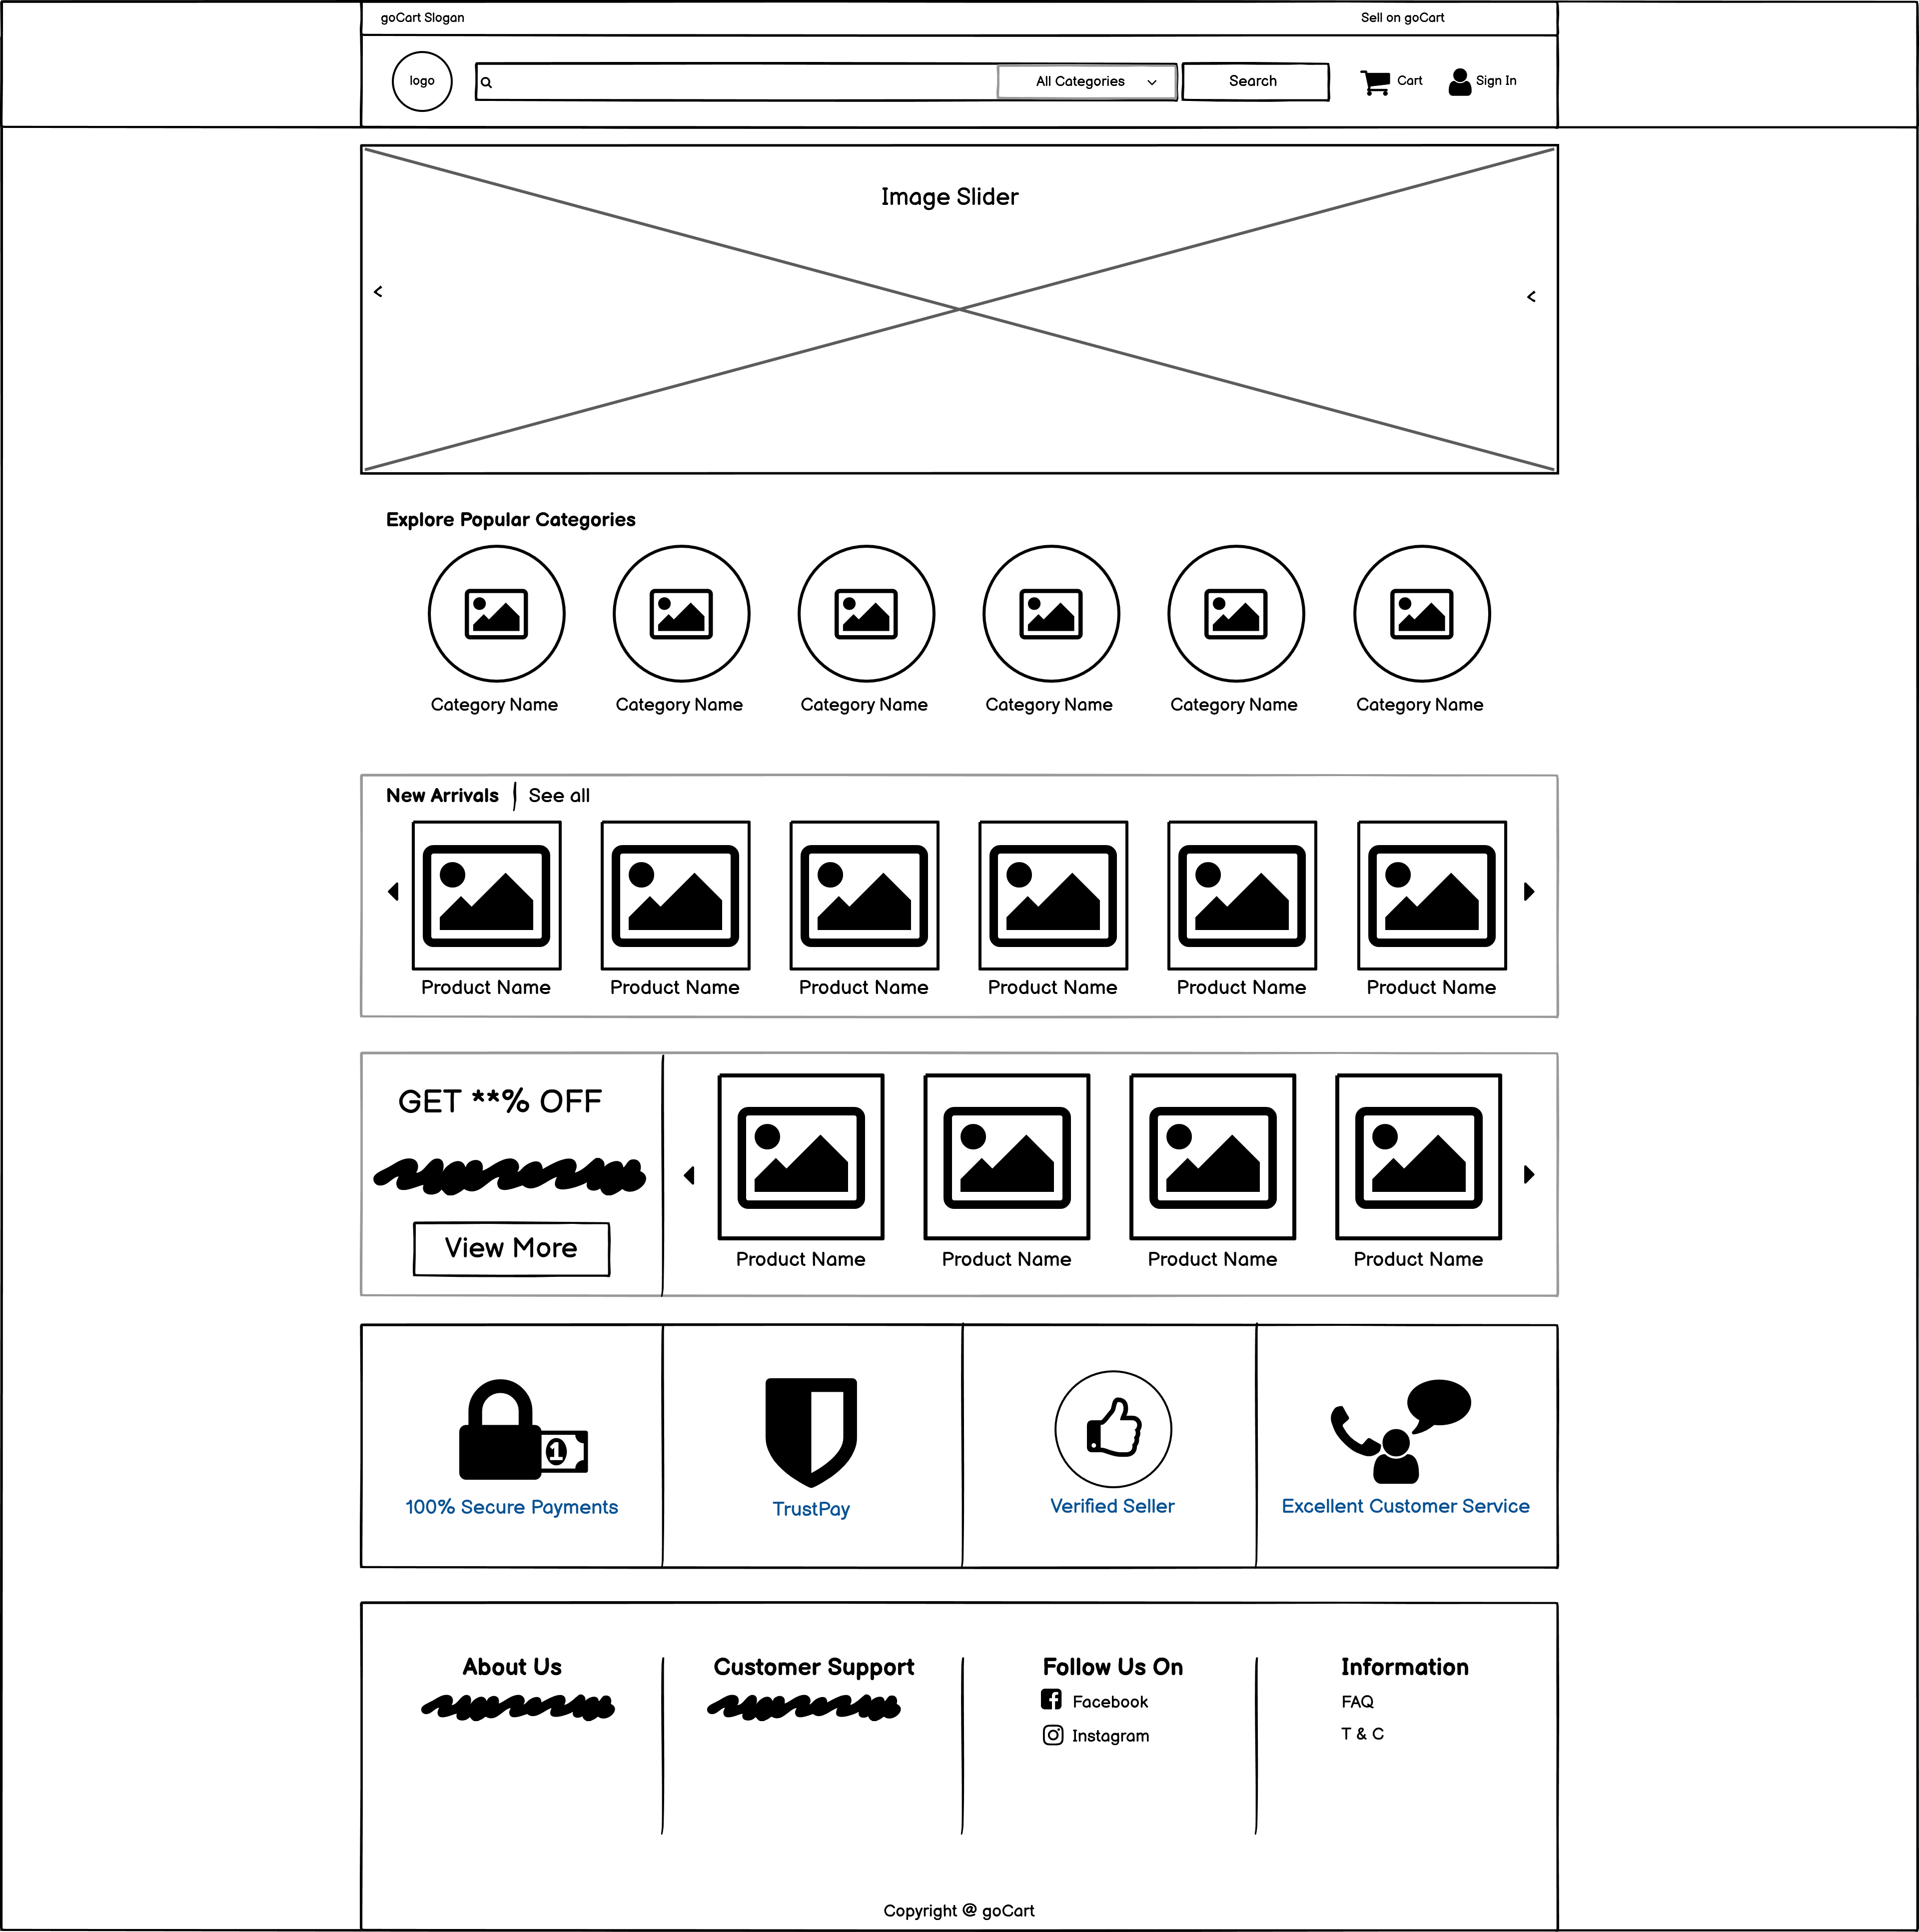 goCart Slogan
Sell on goCart
logo
All Categories
Search
Cart
Sign In
Image Slider
Explore Popular Categories
Category Name
Category Name
Category Name
Category Name
Category Name
Category Name
New Arrivals
See all
Product Name
Product Name
Product Name
Product Name
Product Name
Product Name
GET **% OFF
View More
Product Name
Product Name
Product Name
Product Name
1
100% Secure Payments
TrustPay
Verified Seller
Excellent Customer Service
About Us
Customer Support
Follow Us On
Facebook
Instagram
Information
FAQ
T & C
Copyright @ goCart